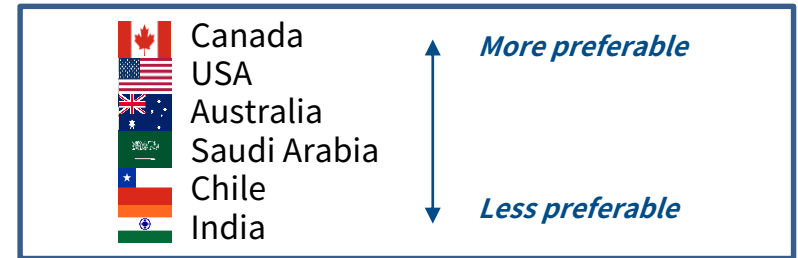 Canada
More preferable
USA
Australia
Saudi Arabia
Chile
Less preferable
India